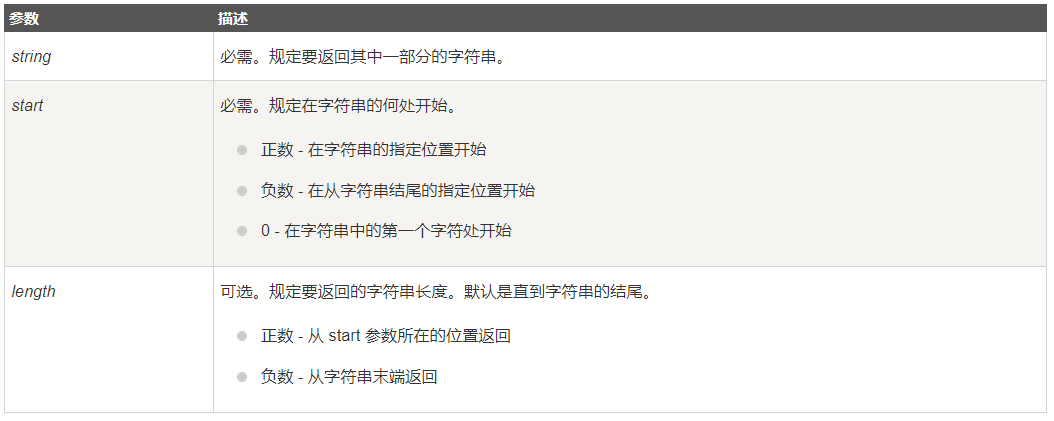 参数 描述
string 必需。规定要返回其中一部分的字符串。
start 必需。规定在字符串的何处开始。
正数 - 在字符串的指定位置开始
负数 - 在从字符串结尾的指定位置开始
0 - 在字符串中的第一个字符处开始
length 可选。规定要返回的字符串长度。默认是直到字符串的结尾。
正数 - 从 start 参数所在的位置返回
负数 - 从字符串末端返回